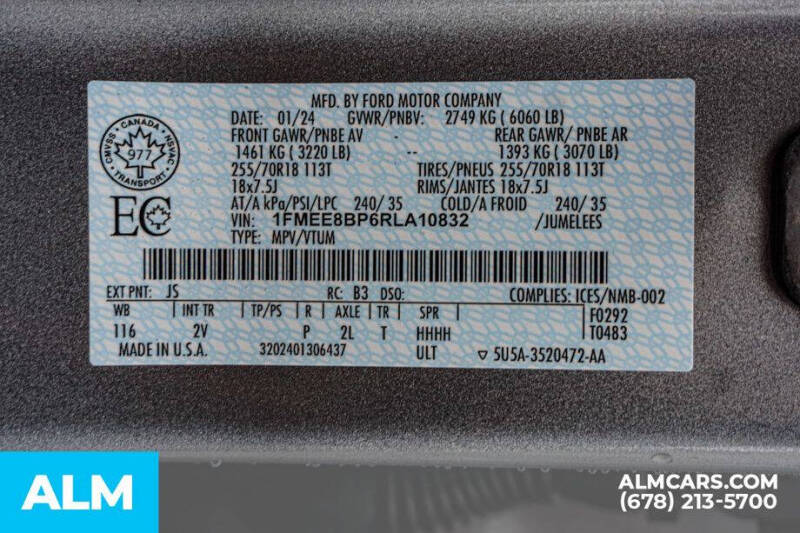 MFD. BY FORD MOTOR COMPANY
DATE: 01/24 GVWR/PNBV: 2749 KG ( 6060 LB)
FRONT GAWR/PNBE AV - REAR GAWR/ PNBE AR
1461 KG ( 3220 LB) -- 1393 KG ( 3070 LB)
255/70R18 113T TIRES/PNEUS 255/70R18 113T
18x7.5J RIMS/JANTES 18x7.5J
AT/A kPa/PSI/LPC 240/ 35 COLD/A FROID 240/ 35
VIN: 1FMEE8BP6RLA10832 /JUMELEES
TYPE: MPV/VTUM
CMVSS · CANADA · NSVAC
977
TRANSPORT
EC
EXT PNT: JS RC: B3 DSO: COMPLIES: ICES/NMB-002
WB INT TR TP/PS R AXLE TR SPR F0292
116 2V P 2L T HHHH T0483
MADE IN U.S.A. 3202401306437 ULT ▽ 5U5A-3520472-AA
ALM
ALMCARS.COM
(678) 213-5700